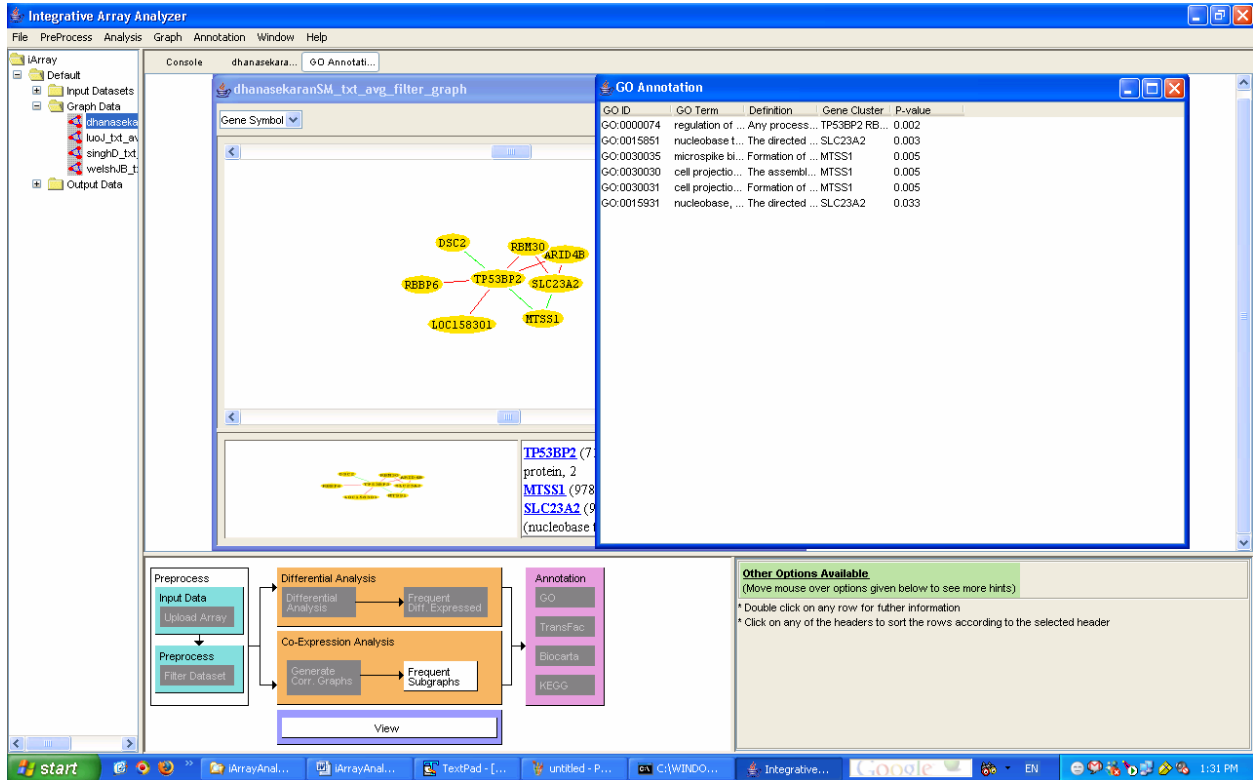 Integrative Array Analyzer
File PreProcess Analysis Graph Annotation Window Help
iArray
Default
Input Datasets
Graph Data
dhanaseka
luoJ_txt_av
singhD_txt_
welshJB_t
Output Data
Console dhanasekara... GO Annotati...
dhanasekaranSM_txt_avg_filter_graph
Gene Symbol
DSC2
RBM30
ARID4B
RBBP6
TP53BP2
SLC23A2
LOC158301
MTSS1
TP53BP2 (71
protein, 2
MTSS1 (978
SLC23A2 (9
(nucleobase t
GO Annotation
GO ID GO Term Definition Gene Cluster P-value
GO:0000074 regulation of ... Any process... TP53BP2 RB... 0.002
GO:0015851 nucleobase t... The directed ... SLC23A2 0.003
GO:0030035 microspike bi... Formation of ... MTSS1 0.005
GO:0030030 cell projectio... The assembl... MTSS1 0.005
GO:0030031 cell projectio... Formation of ... MTSS1 0.005
GO:0015931 nucleobase, ... The directed ... SLC23A2 0.033
Preprocess
Input Data
Upload Array
Preprocess
Filter Dataset
Differential Analysis
Differential Analysis
Frequent Diff. Expressed
Co-Expression Analysis
Generate Corr. Graphs
Frequent Subgraphs
View
Annotation
GO
TransFac
Biocarta
KEGG
Other Options Available
(Move mouse over options given below to see more hints)
* Double click on any row for futher information
* Click on any of the headers to sort the rows according to the selected header
start iArrayAnal... iArrayAnal... TextPad - [... untitled - P... C:\WINDO... Integrative... Google EN 1:31 PM